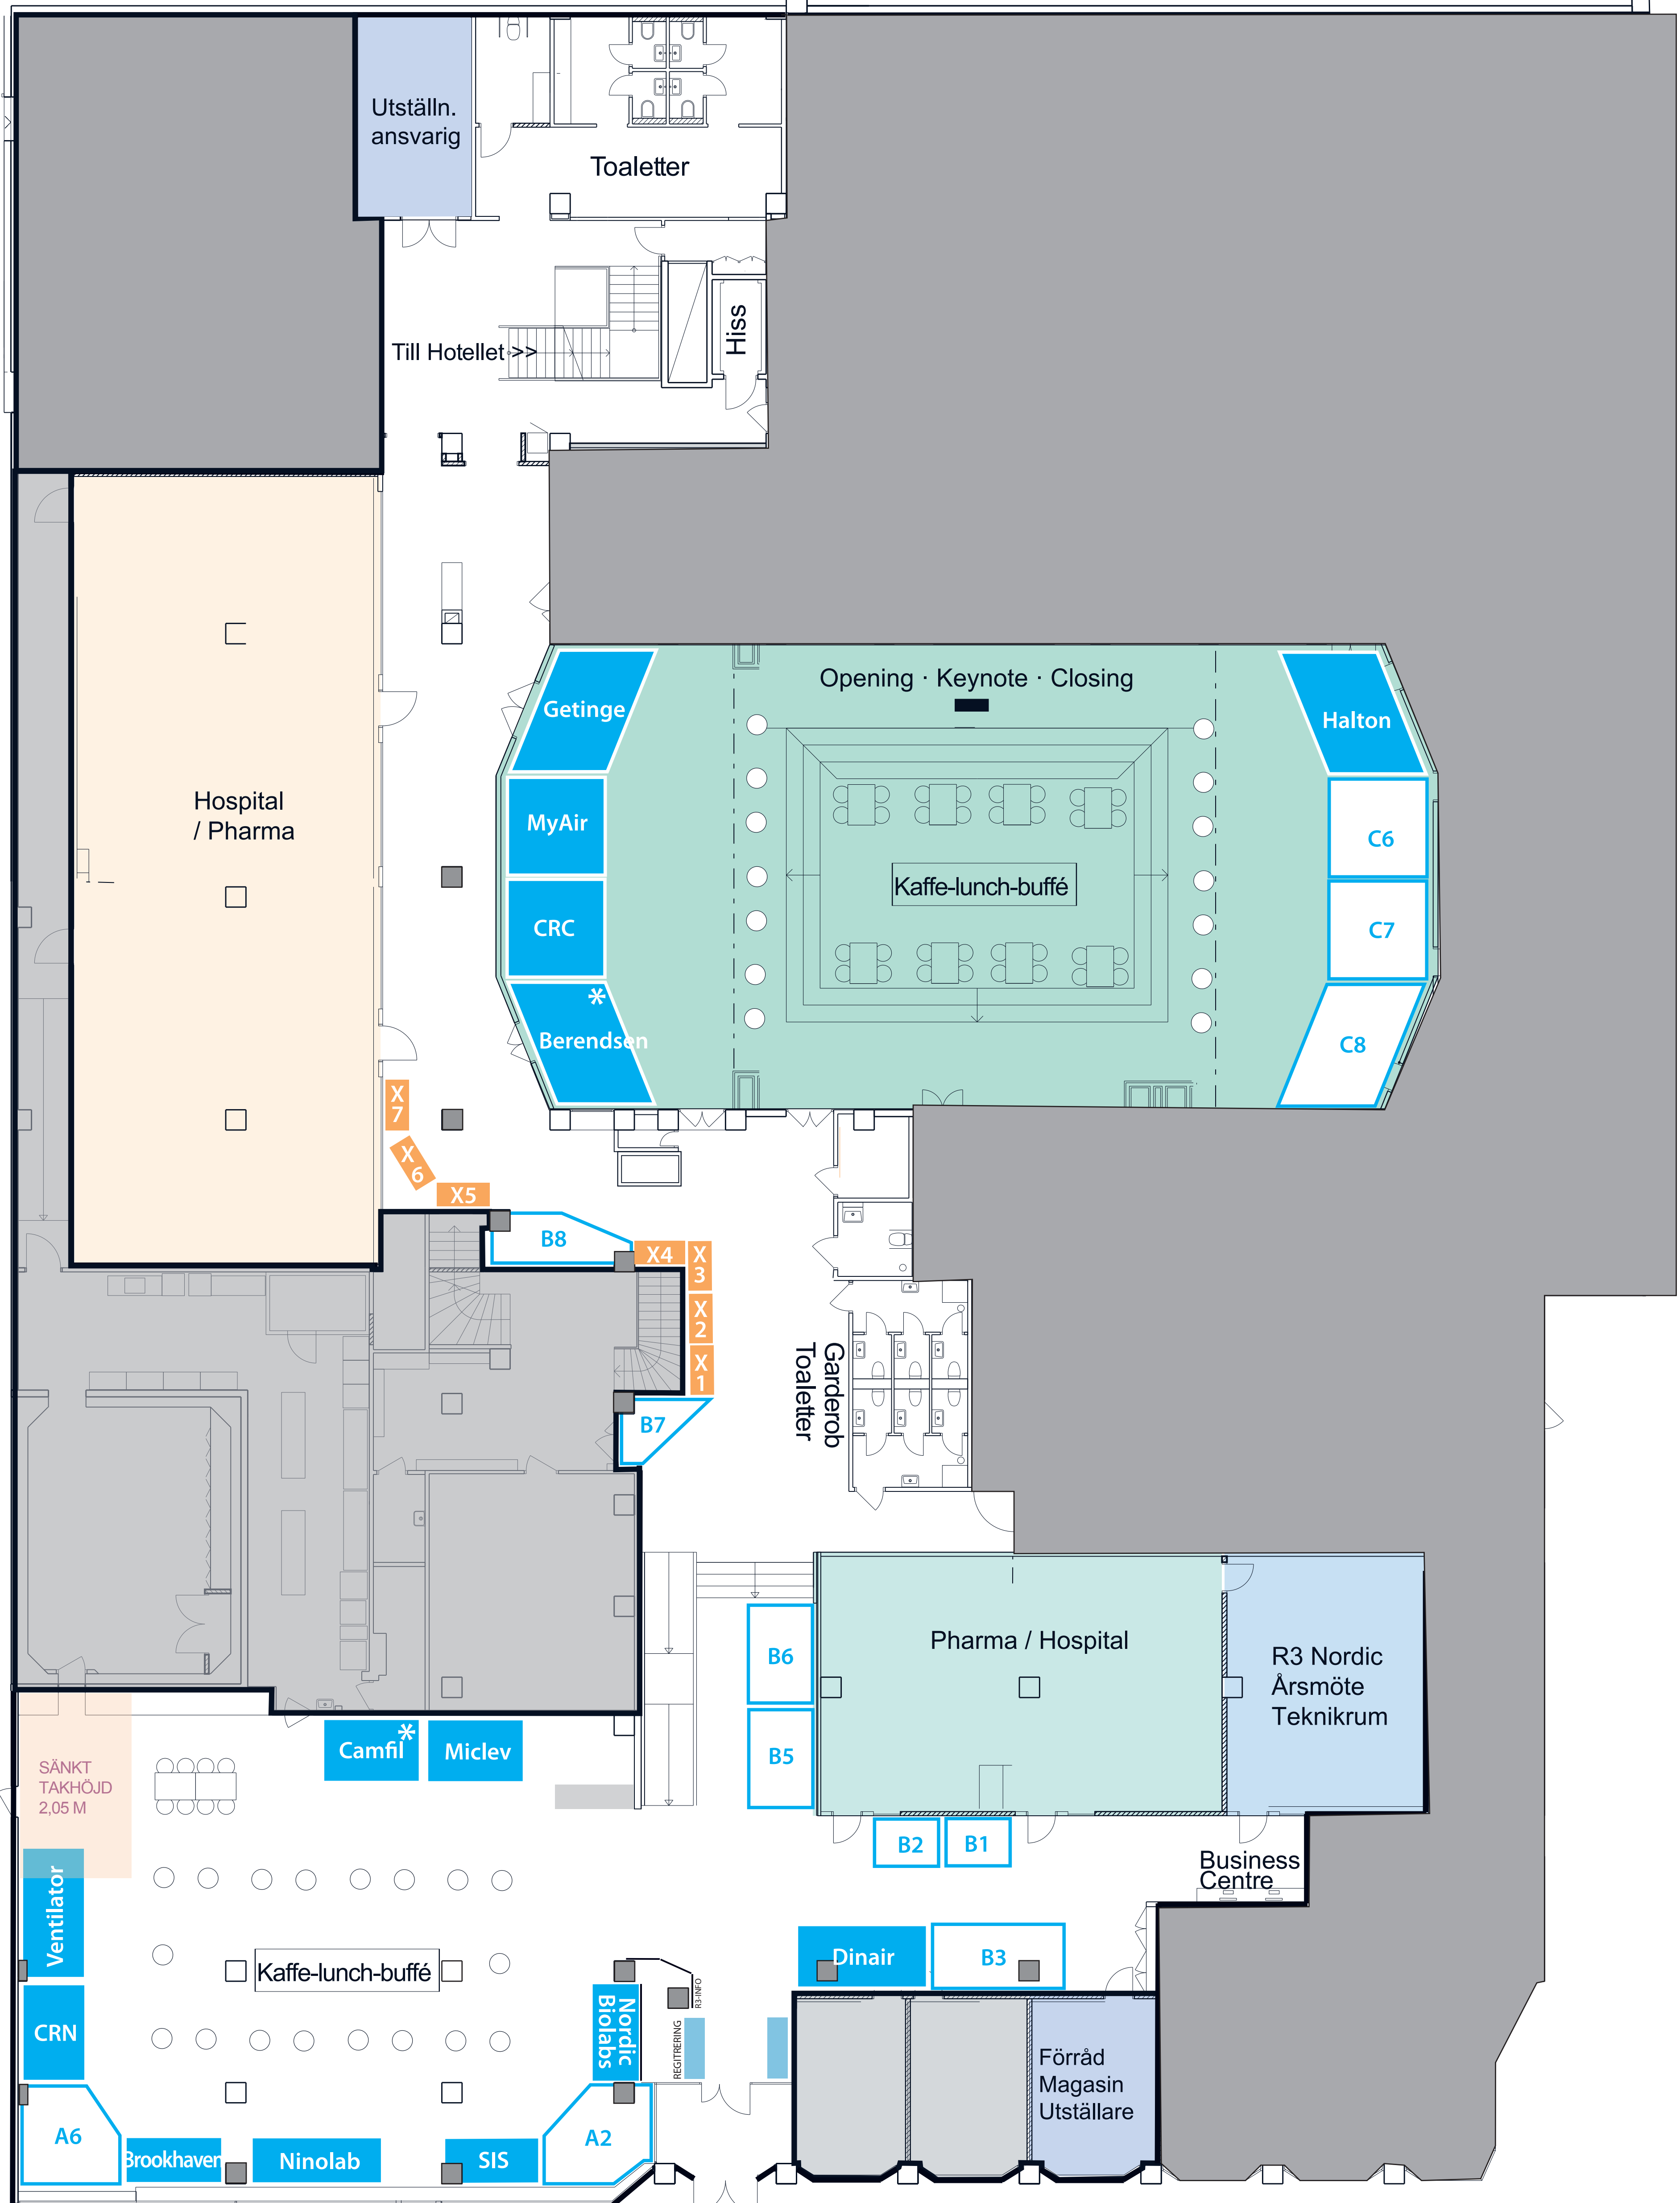 Utställn.
ansvarig
Toaletter
Till Hotellet >>
Hiss
Opening · Keynote · Closing
Getinge
Halton
MyAir
C6
Hospital
/ Pharma
Kaffe-lunch-buffé
CRC
C7
*
Berendsen
C8
X
7
X
6
X5
B8
X4
X
3
X
2
X
1
Garderob
Toaletter
B7
B6
Pharma / Hospital
R3 Nordic
Årsmöte
Teknikrum
B5
Camfil
*
Miclev
SÄNKT
TAKHÖJD
2,05 M
B2
B1
Business
Centre
Ventilator
Dinair
B3
Kaffe-lunch-buffé
R3-INFO
CRN
Nordic
Biolabs
REGITRERING
Förråd
Magasin
Utställare
A6
A2
Brookhaven
Ninolab
SIS